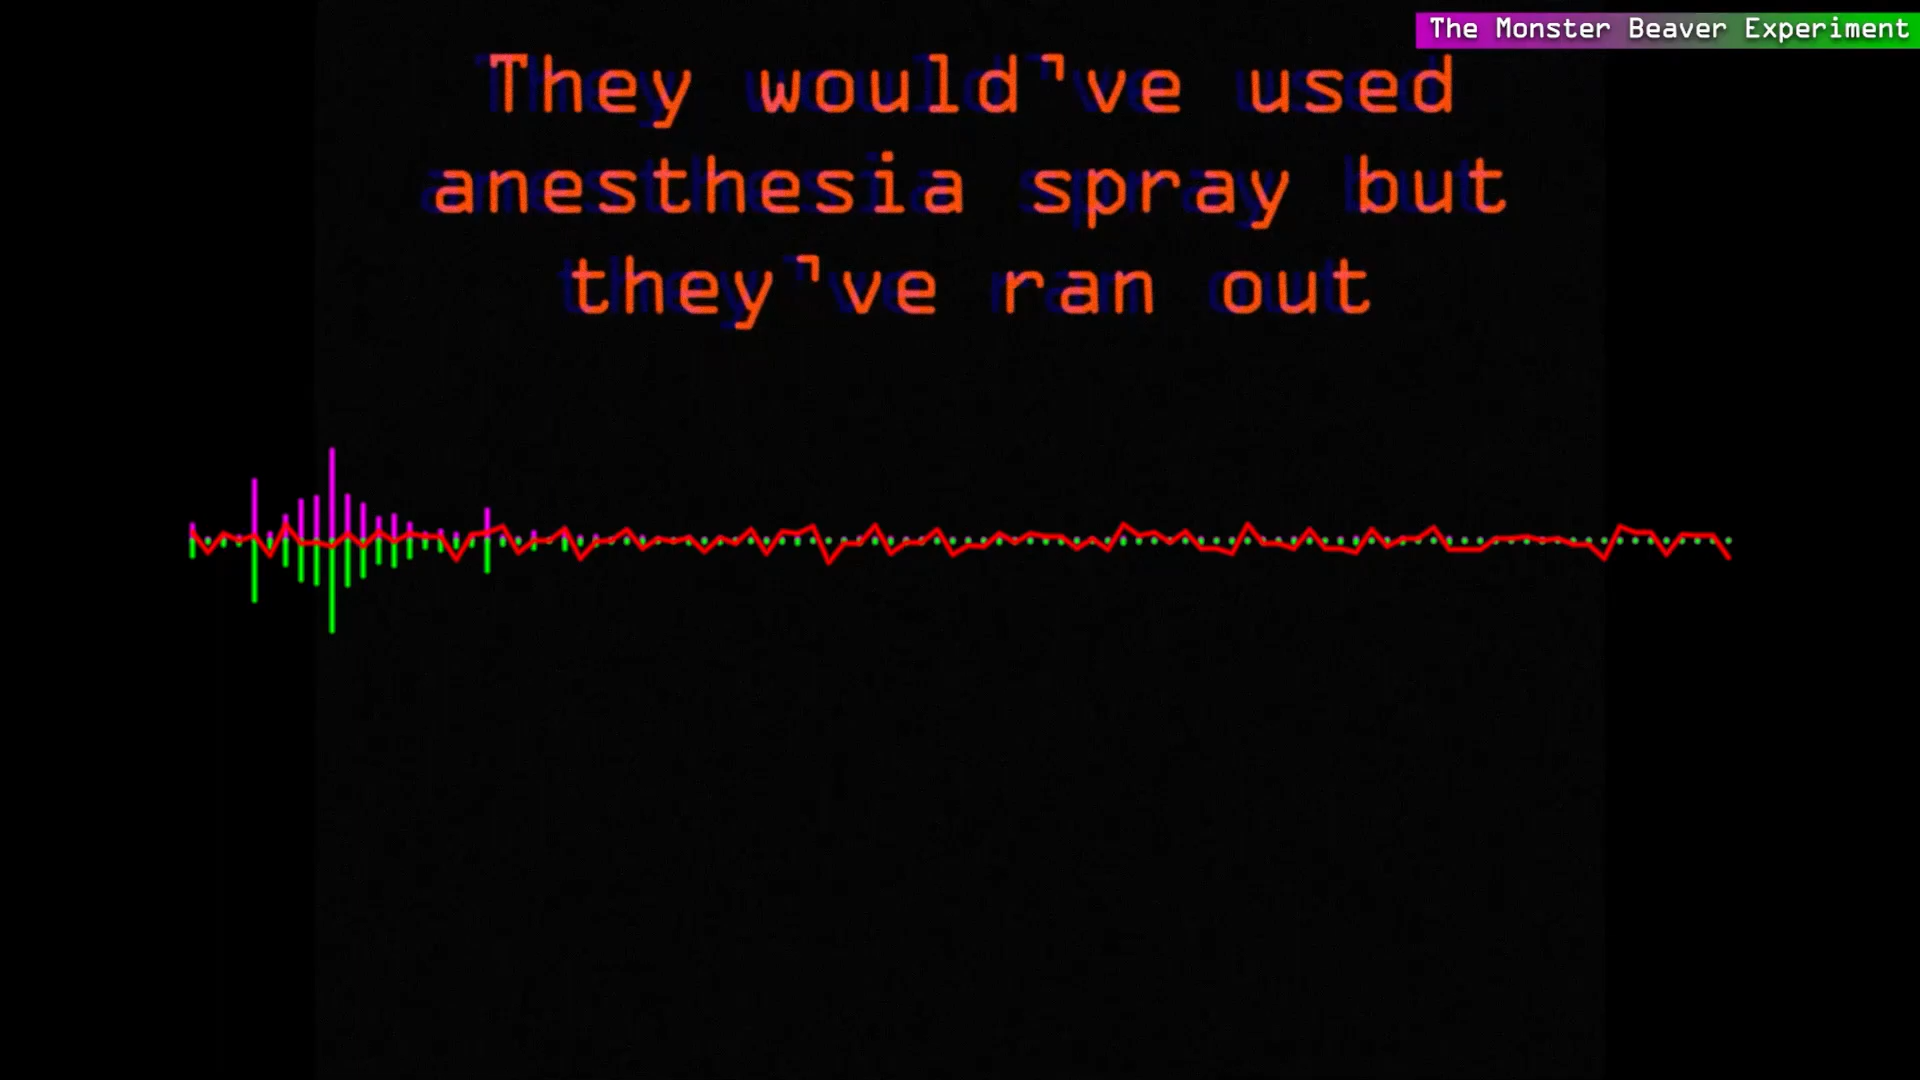 The Monster Beaver Experiment
They would've used
anesthesia spray but
they've ran out